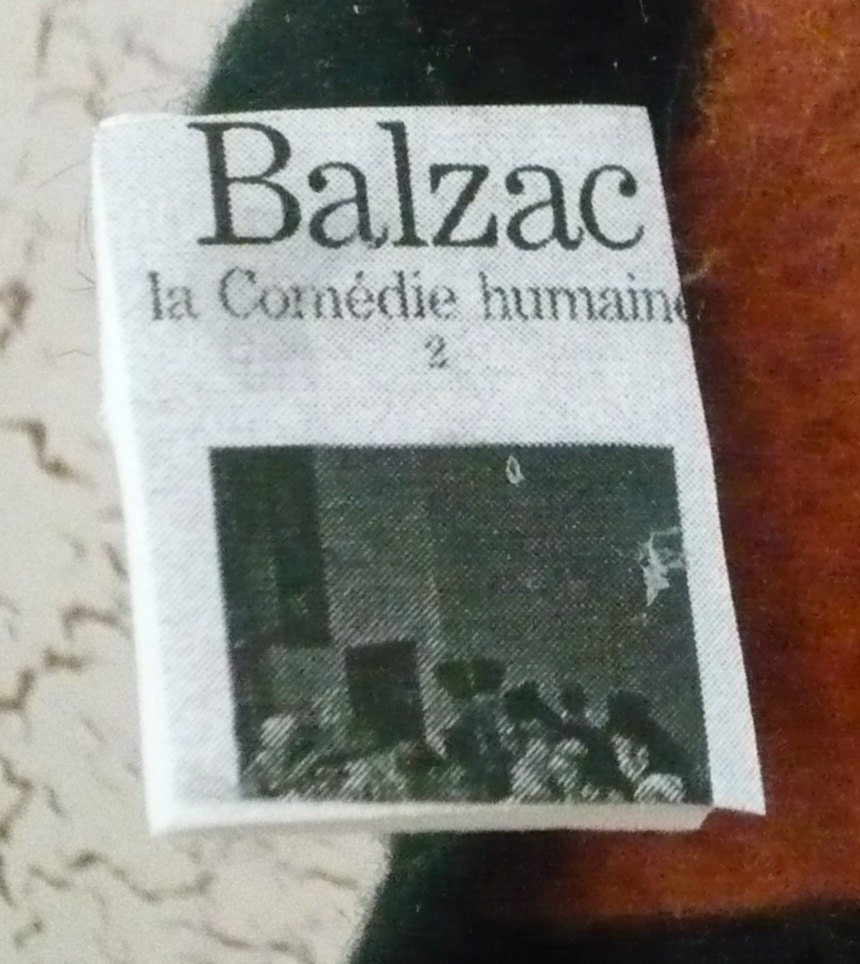 Balzac
la Comédie humaine
2